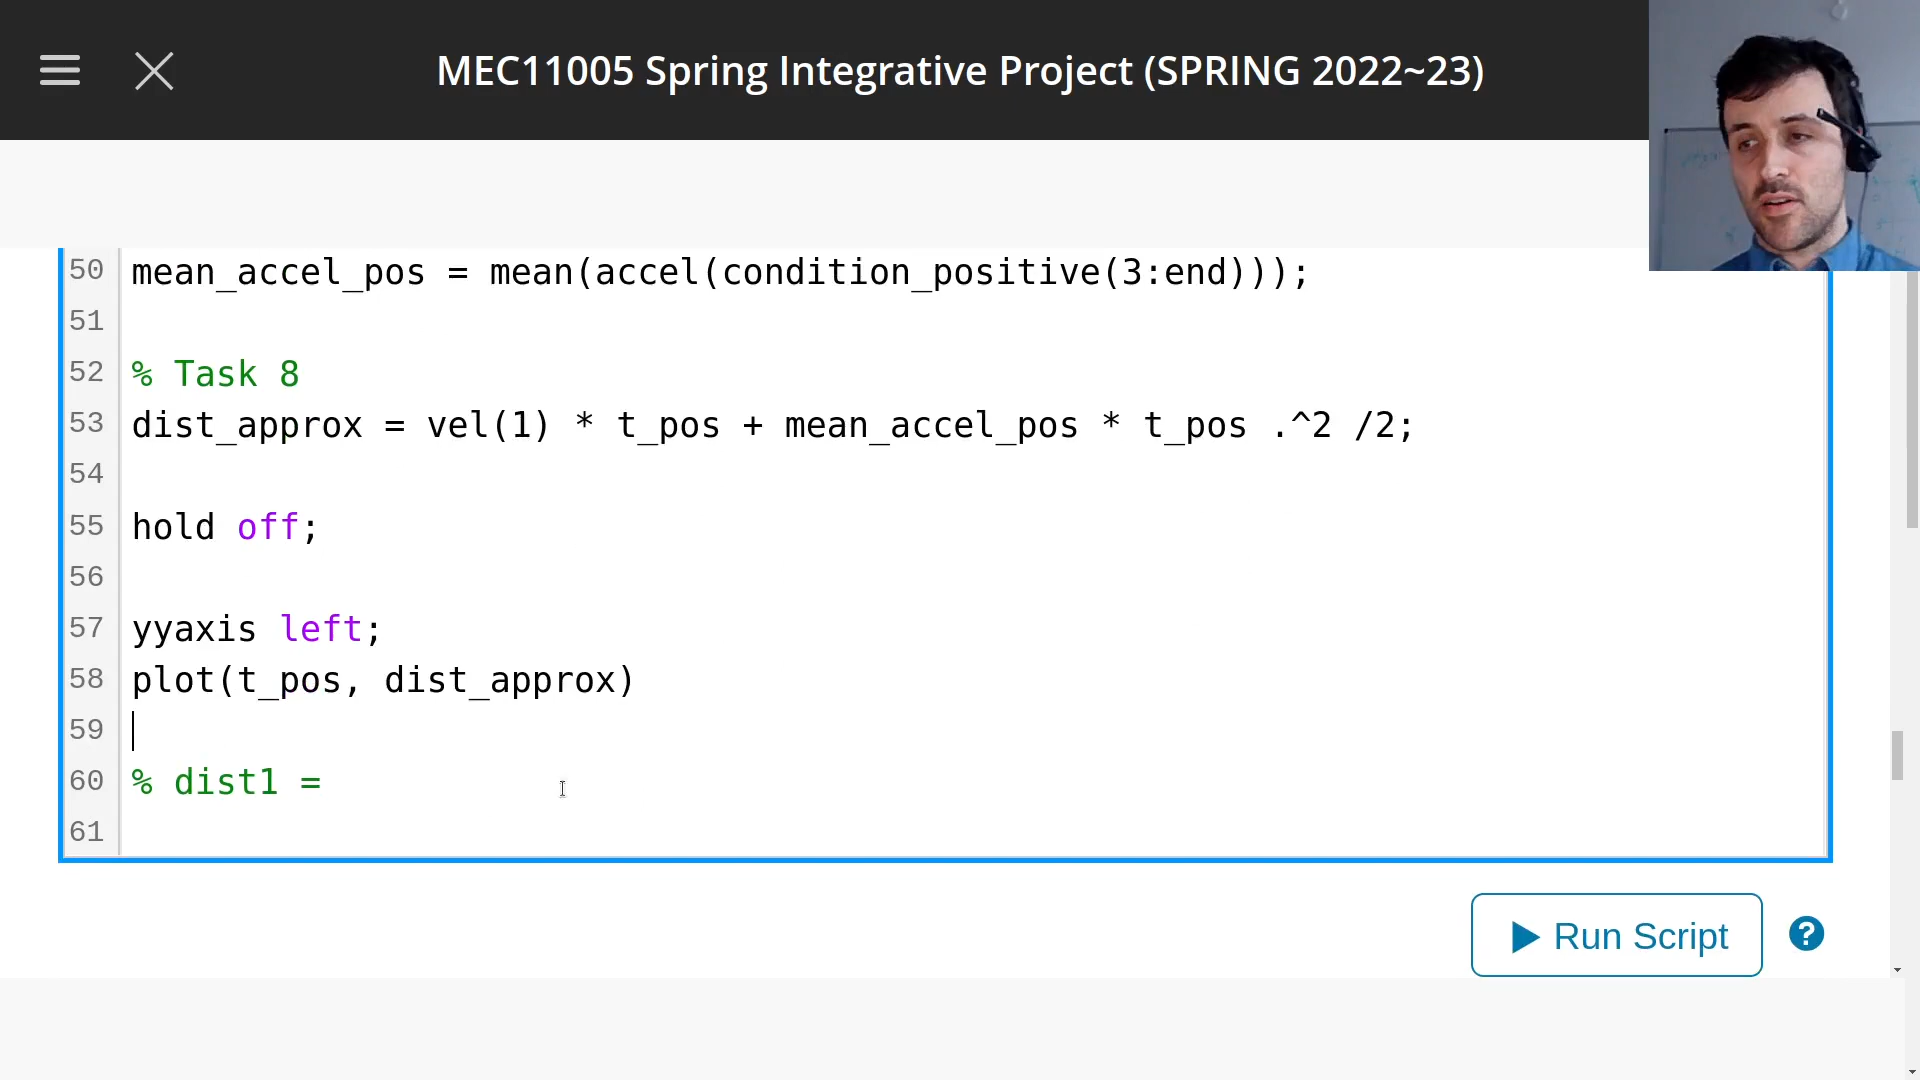 MEC11005 Spring Integrative Project (SPRING 2022~23)
50 mean_accel_pos = mean(accel(condition_positive(3:end)));
51
52 % Task 8
53 dist_approx = vel(1) * t_pos + mean_accel_pos * t_pos .^2 /2;
54
55 hold off;
56
57 yyaxis left;
58 plot(t_pos, dist_approx)
59
60 % dist1 =
61
Run Script ?